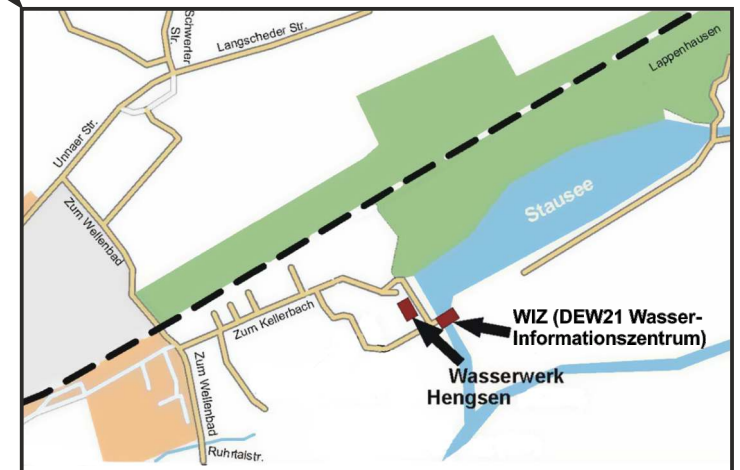 Schwerter
Str.
Langscheder Str.
Lappenhausen
Unnaer Str.
Zum Wellenbad
Stausee
WIZ (DEW21 Wasser-
Informationszentrum)
Zum Kellerbach
Wasserwerk
Hengsen
Zum Wellenbad
Ruhrtalstr.